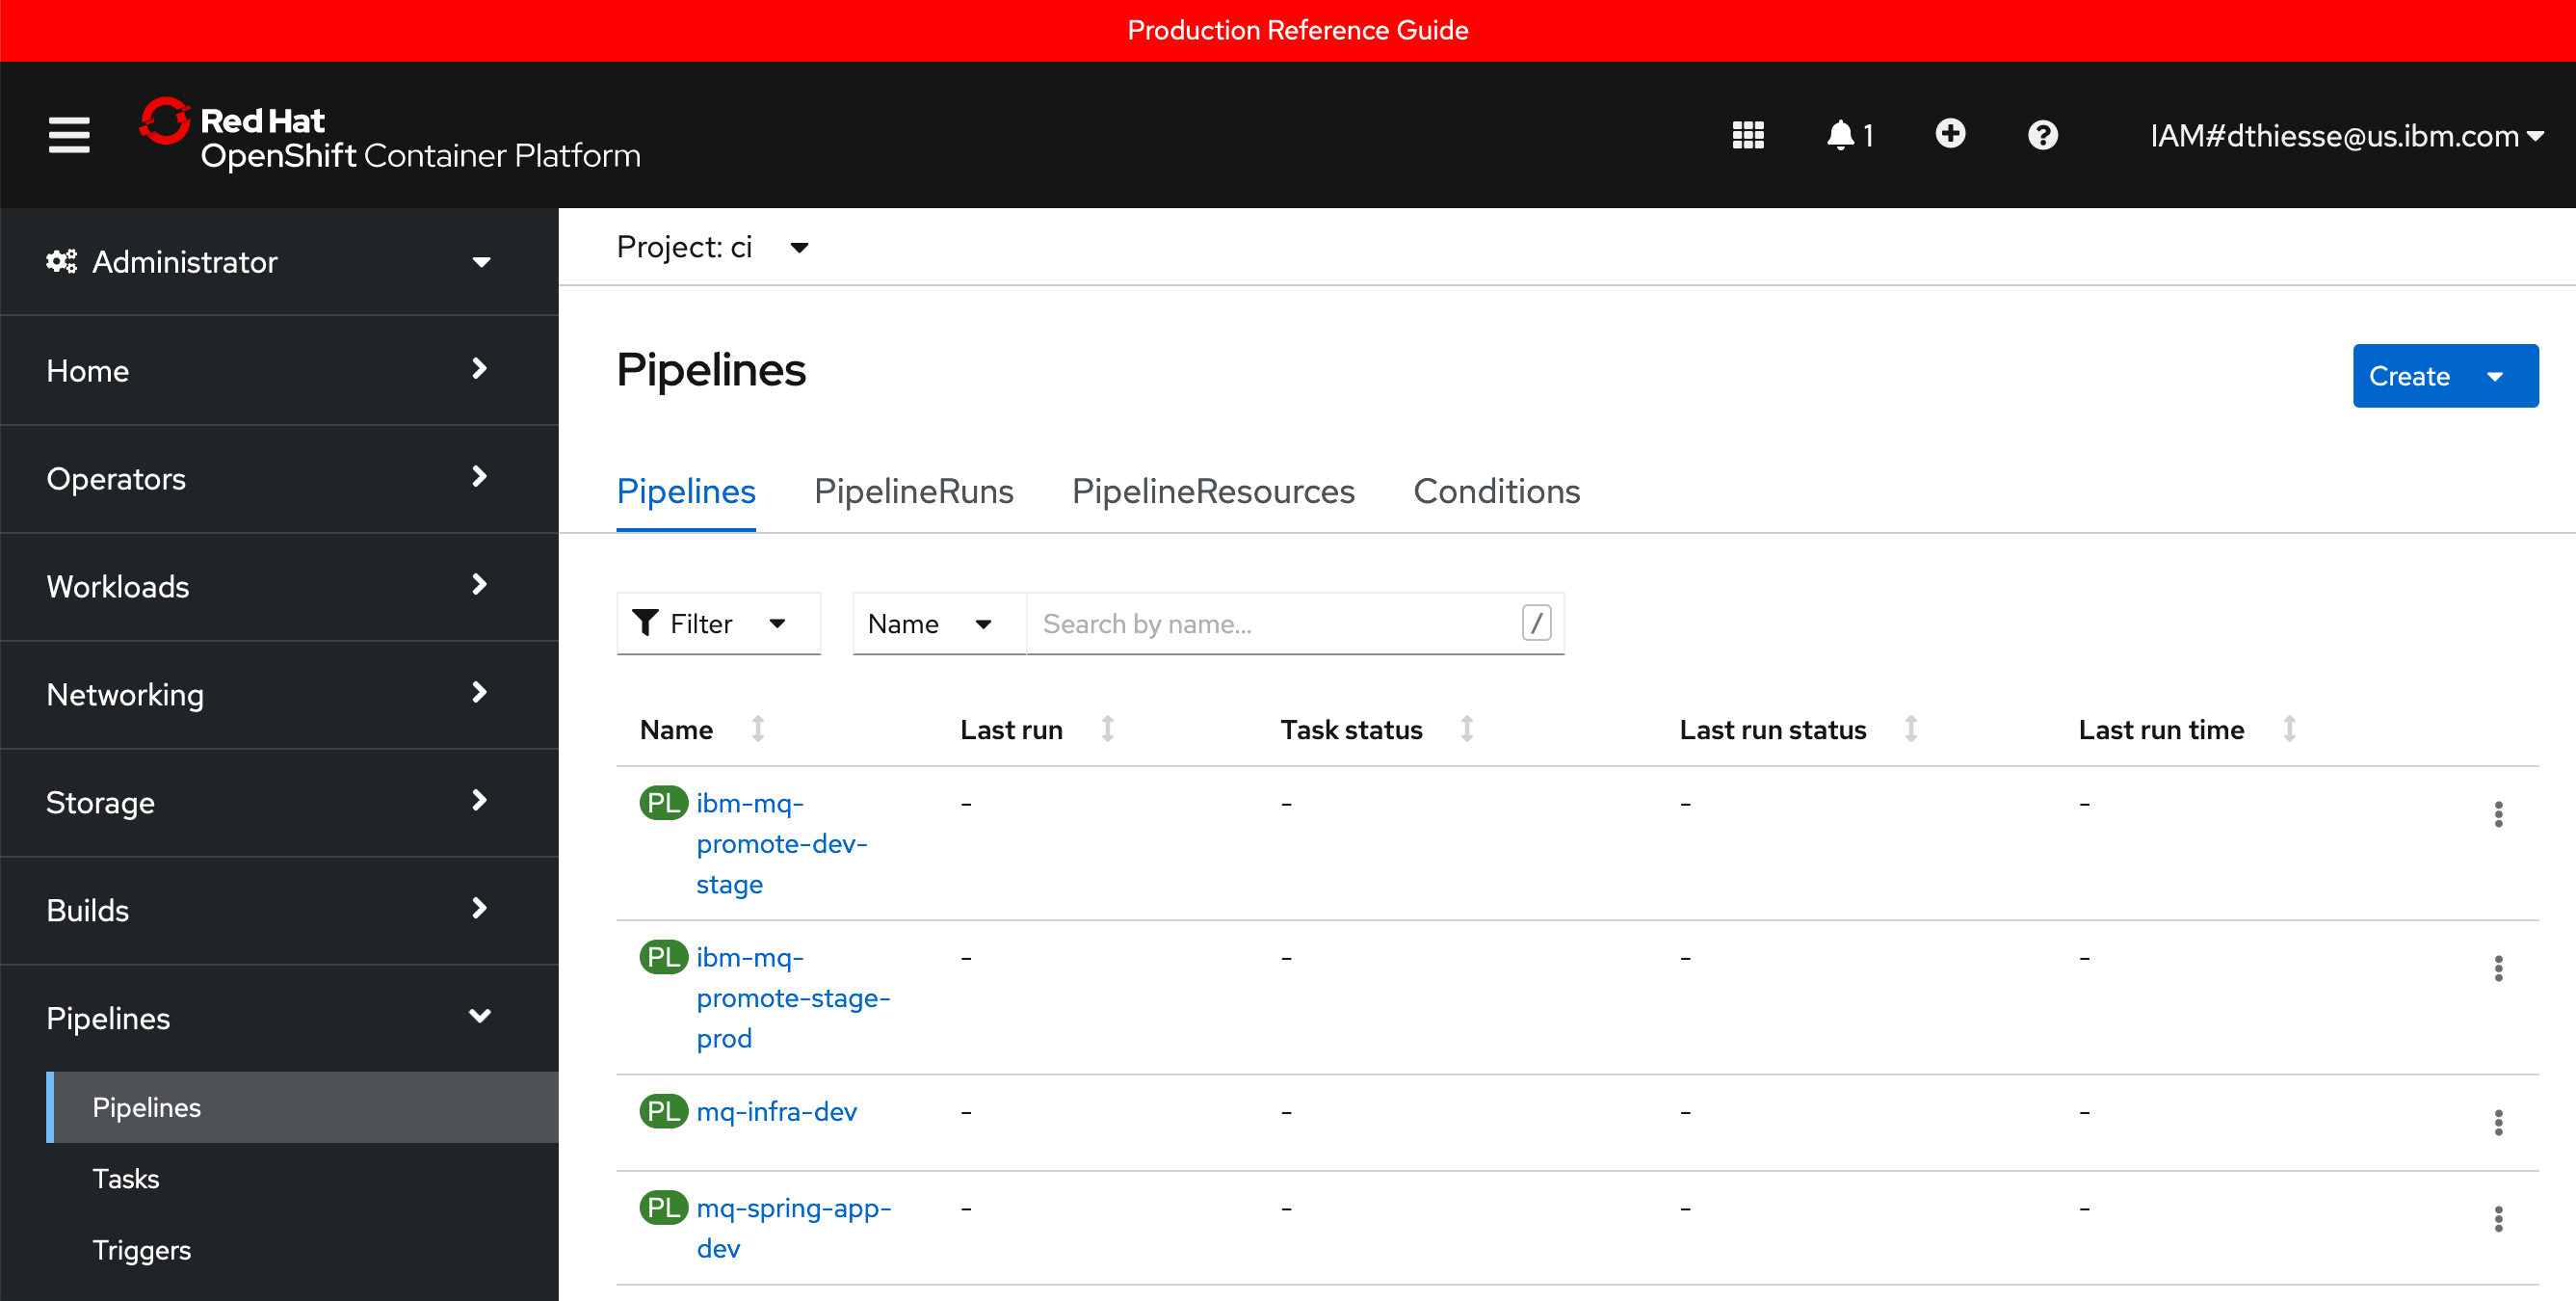 Production Reference Guide
Red Hat
OpenShift Container Platform
1
IAM#dthiesse@us.ibm.com
Administrator
Home
Operators
Workloads
Networking
Storage
Builds
Pipelines
Pipelines
Tasks
Triggers
Project: ci
Pipelines
Create
Pipelines PipelineRuns PipelineResources Conditions
Filter Name Search by name... /
Name Last run Task status Last run status Last run time
PL ibm-mq- - - - -
promote-dev-
stage
PL ibm-mq- - - - -
promote-stage-
prod
PL mq-infra-dev - - - -
PL mq-spring-app- - - - -
dev